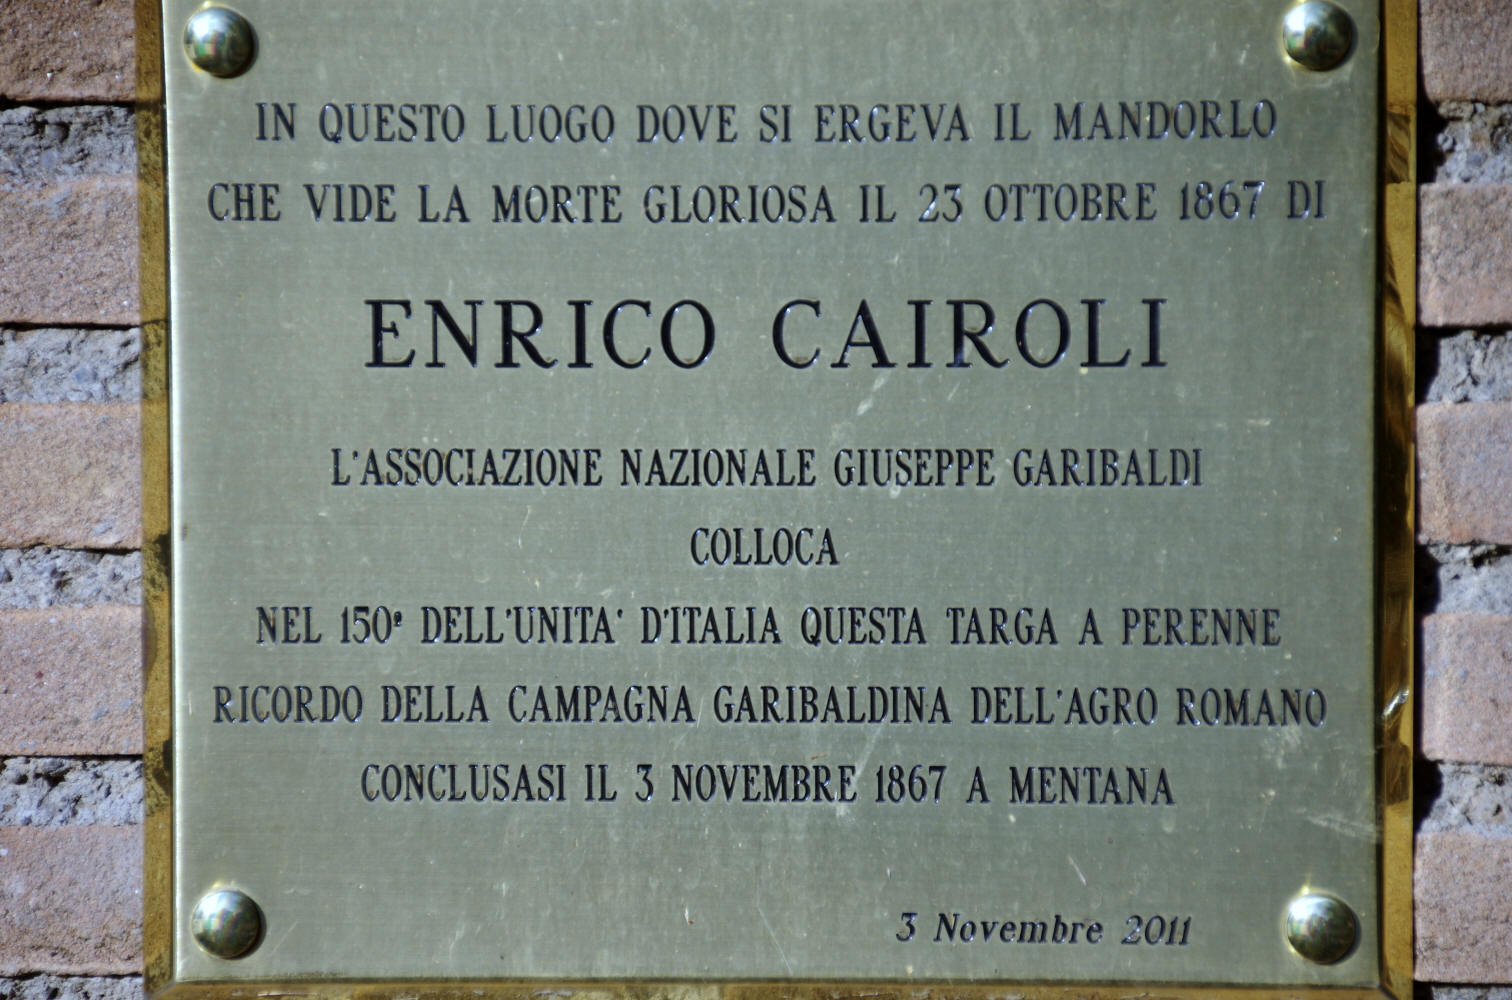 IN QUESTO LUOGO DOVE SI ERGEVA IL MANDORLO
CHE VIDE LA MORTE GLORIOSA IL 23 OTTOBRE 1867 DI
ENRICO CAIROLI
L'ASSOCIAZIONE NAZIONALE GIUSEPPE GARIBALDI
COLLOCA
NEL 150º DELL'UNITA' D'ITALIA QUESTA TARGA A PERENNE
RICORDO DELLA CAMPAGNA GARIBALDINA DELL'AGRO ROMANO
CONCLUSASI IL 3 NOVEMBRE 1867 A MENTANA
3 Novembre 2011